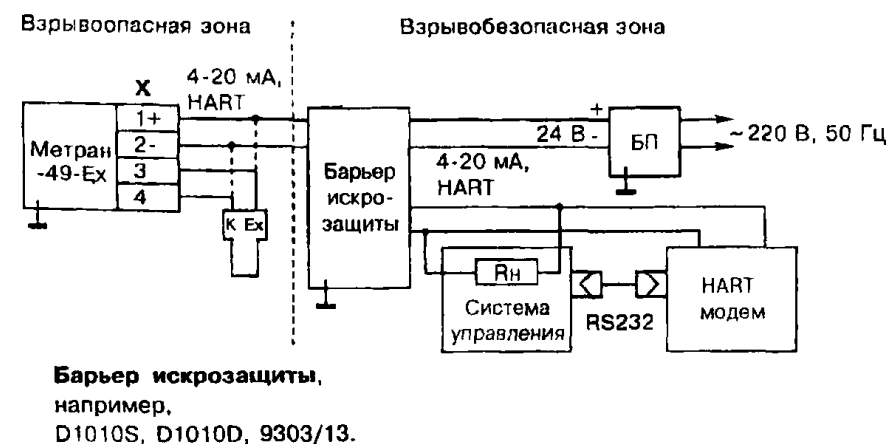 Взрывоопасная зона
Взрывобезопасная зона
X
4-20 мА,
HART
1+
2-
3
4
Метран
-49-Ех
К Ех
Барьер
искро-
защиты
+
24 В -
БП
~220 В, 50 Гц
4-20 мА,
HART
Rн
Система
управления
RS232
HART
модем
Барьер искрозащиты,
например,
D1010S, D1010D, 9303/13.